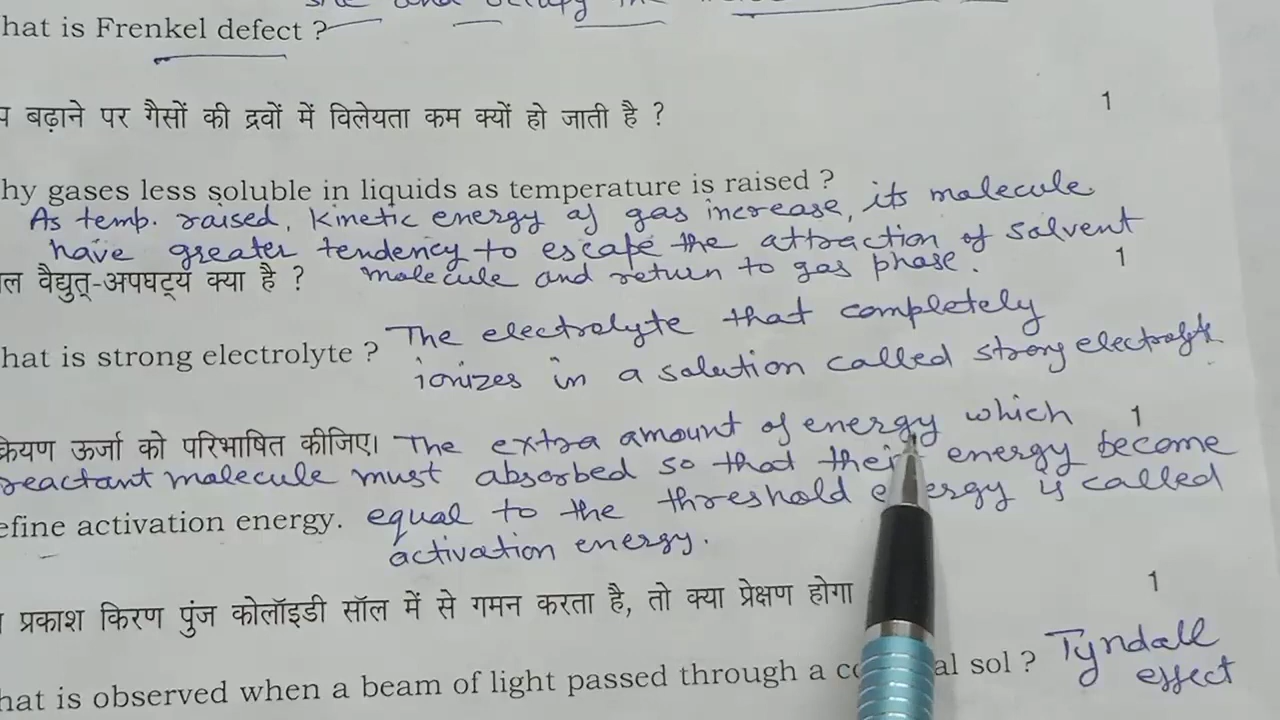 and occupy the
hat is Frenkel defect ?
बढ़ाने पर गैसों की द्रवों में विलेयता कम क्यों हो जाती है ?
1
hy gases less soluble in liquids as temperature is raised ?
As temp. raised, Kinetic energy of gas increase, its molecule
have greater tendency to escape the attraction of solvent
molecule and return to gas phase.
1
ल वैद्युत्-अपघट्य क्या है ?
The electrolyte that completely
hat is strong electrolyte ?
ionizes in a solution called strong electrolyte
1
क्रियण ऊर्जा को परिभाषित कीजिए। The extra amount of energy which
reactant molecule must absorbed so that their energy become
efine activation energy. equal to the threshold energy is called
activation energy.
प्रकाश किरण पुंज कोलॉइडी सॉल में से गमन करता है, तो क्या प्रेक्षण होगा
1
hat is observed when a beam of light passed through a co al sol ? Tyndall
effect